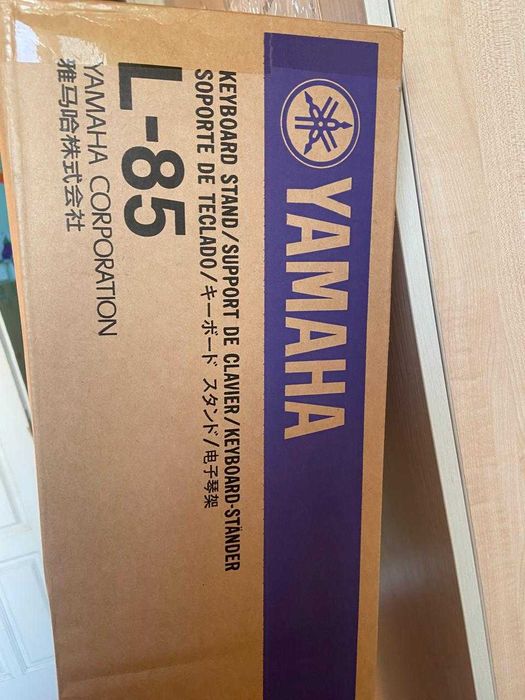 YAMAHA
KEYBOARD STAND/SUPPORT DE CLAVIER/KEYBOARD-STÄNDER
SOPORTE DE TECLADO/キーボード スタンド/电子琴架
L-85
YAMAHA CORPORATION
雅马哈株式会社